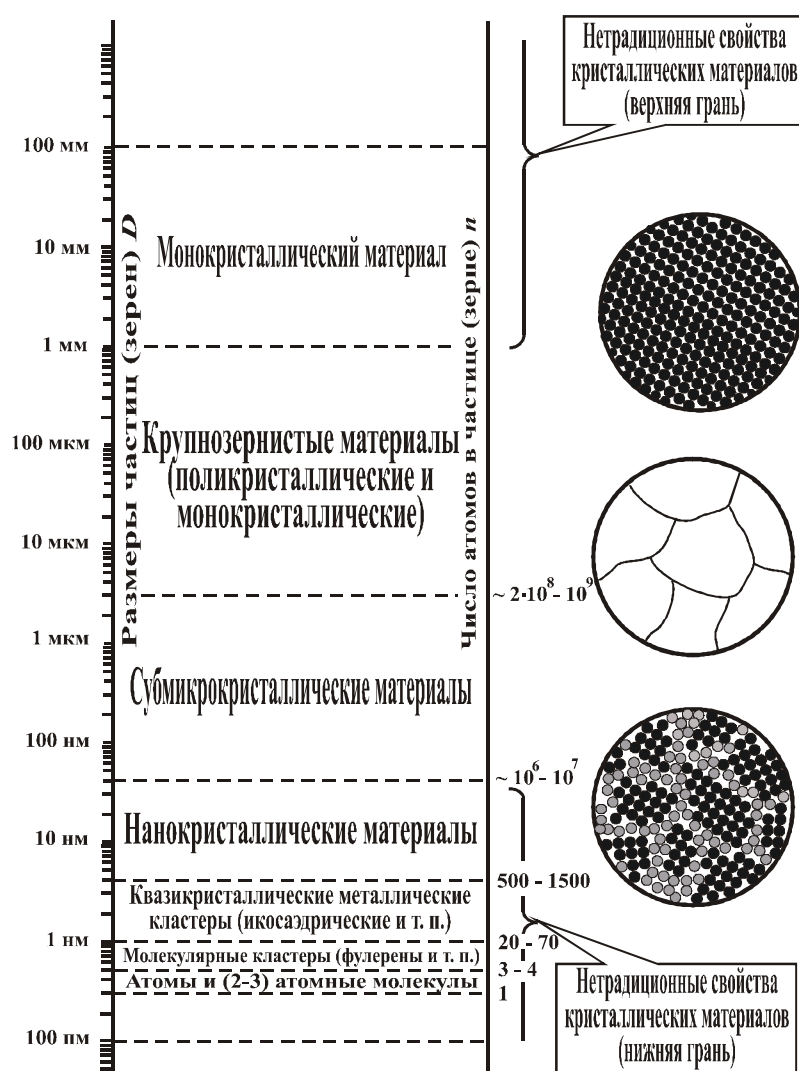 Нетрадиционные свойства
кристаллических материалов
(верхняя грань)
100 мм
10 мм
1 мм
100 мкм
10 мкм
1 мкм
100 нм
10 нм
1 нм
100 пм
Размеры частиц (зерен) D
Число атомов в частице (зерне) n
Монокристаллический материал
Крупнозернистые материалы
(поликристаллические и
монокристаллические)
~ 2·10⁸ - 10⁹
Субмикрокристаллические материалы
~ 10⁶ - 10⁷
Нанокристаллические материалы
500 - 1500
Квазикристаллические металлические
кластеры (икосаэдрические и т. п.)
20 - 70
Молекулярные кластеры (фулерены и т. п.)
3 - 4
Атомы и (2-3) атомные молекулы
1
Нетрадиционные свойства
кристаллических материалов
(нижняя грань)